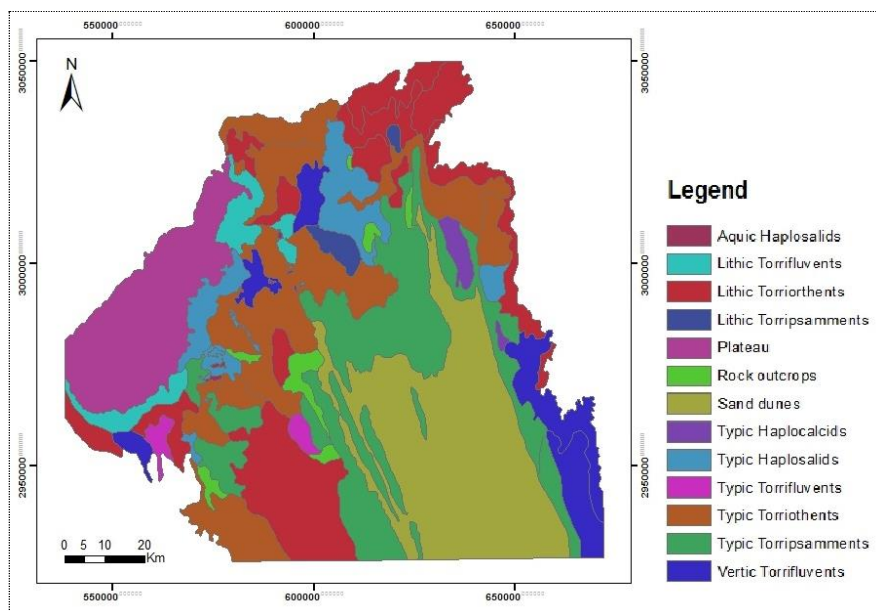 550000 600000 650000
3050000
3050000
N
3000000
3000000
2950000
2950000
0 5 10 20
Km
550000 600000 650000
Legend
Aquic Haplosalids
Lithic Torrifluvents
Lithic Torriorthents
Lithic Torripsamments
Plateau
Rock outcrops
Sand dunes
Typic Haplocalcids
Typic Haplosalids
Typic Torrifluvents
Typic Torriothents
Typic Torripsamments
Vertic Torrifluvents